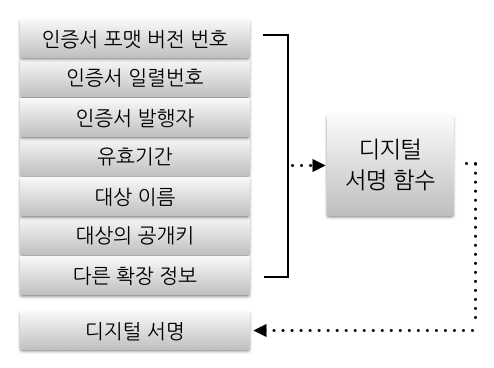 인증서 포맷 버전 번호
인증서 일렬번호
인증서 발행자
유효기간
대상 이름
대상의 공개키
다른 확장 정보
디지털
서명 함수
디지털 서명